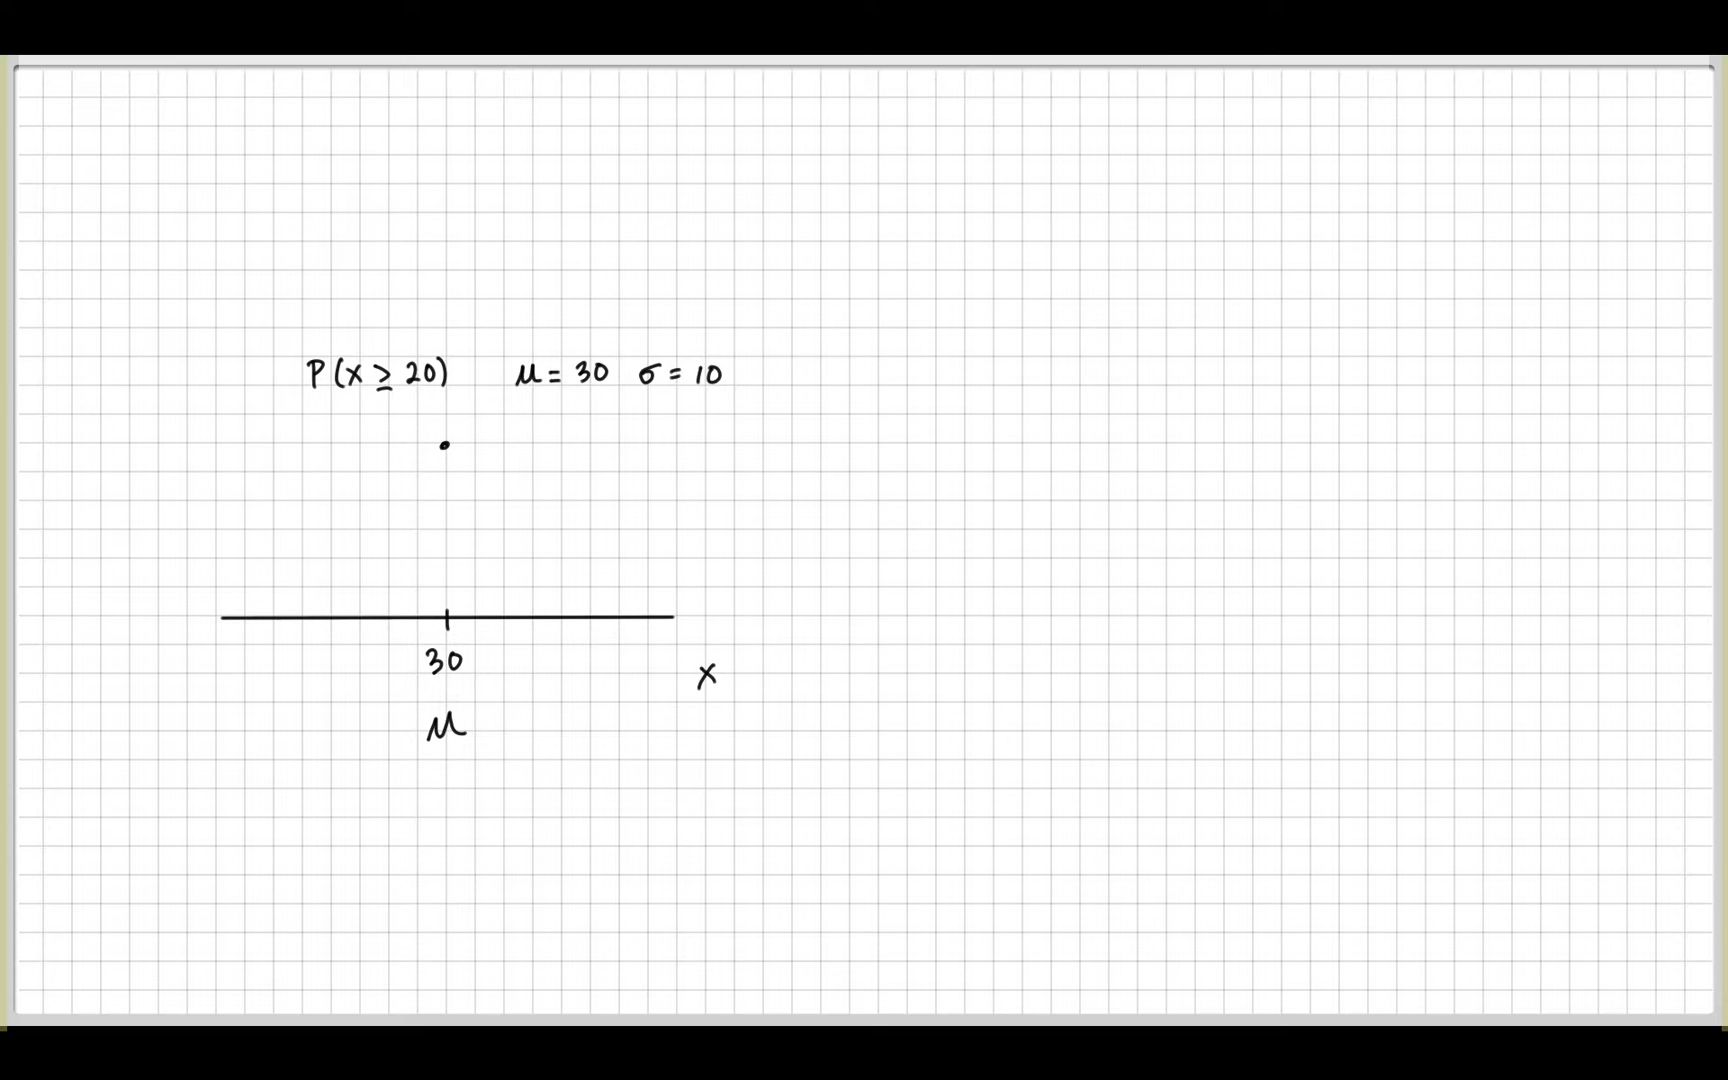 P(x ≥ 20) μ = 30 σ = 10
30
x
μ